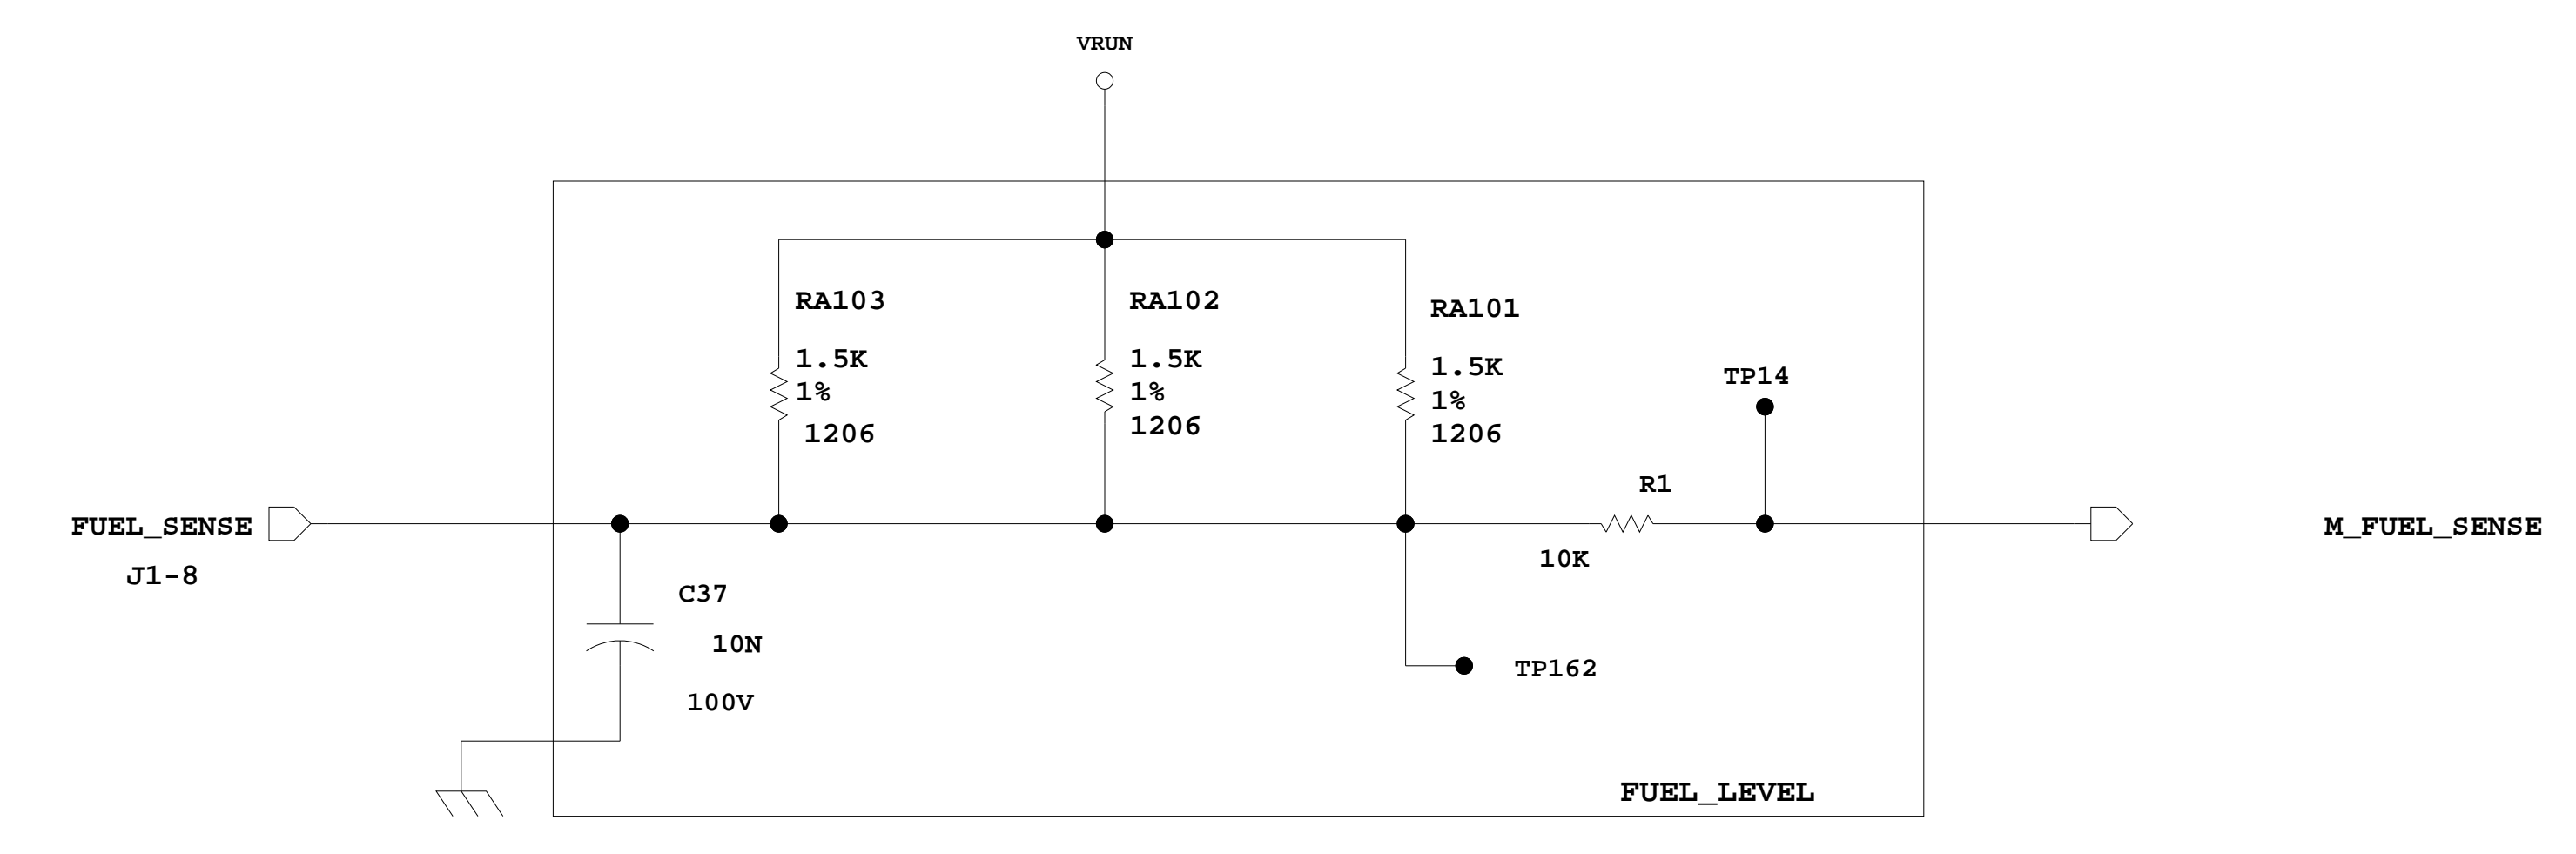 VRUN
RA103
1.5K
1%
1206
RA102
1.5K
1%
1206
RA101
1.5K
1%
1206
TP14
R1
10K
FUEL_SENSE
J1-8
M_FUEL_SENSE
C37
10N
100V
TP162
FUEL_LEVEL